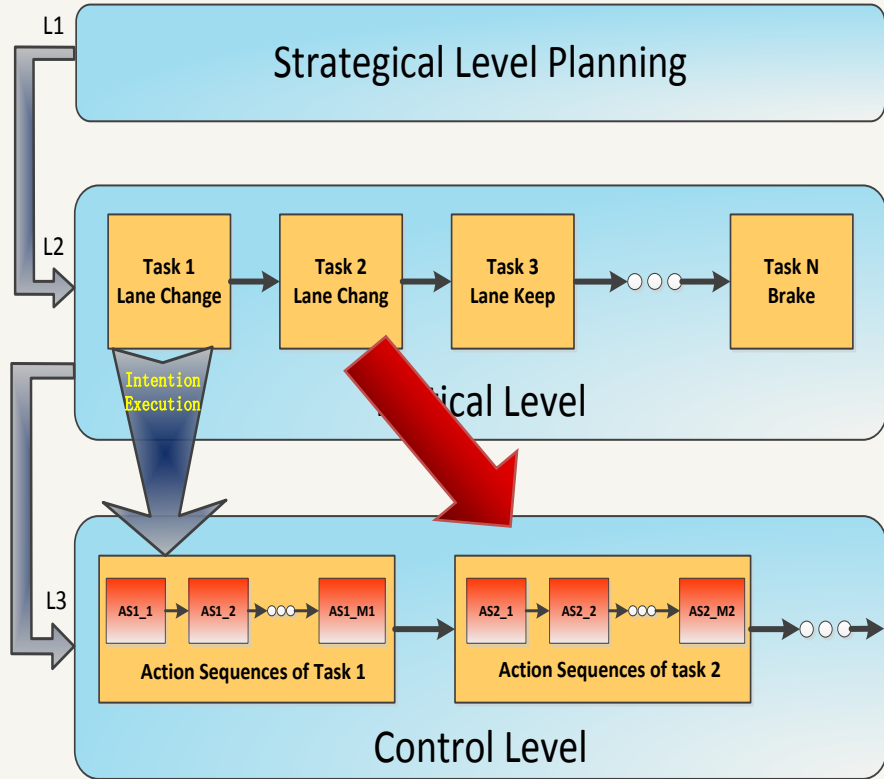 L1
Strategical Level Planning
L2
Task 1
Lane Change
Task 2
Lane Chang
Task 3
Lane Keep
Task N
Brake
Intention
Execution
Level
L3
AS1_1
AS1_2
AS1_M1
AS2_1
AS2_2
AS2_M2
Action Sequences of Task 1
Action Sequences of task 2
Control Level